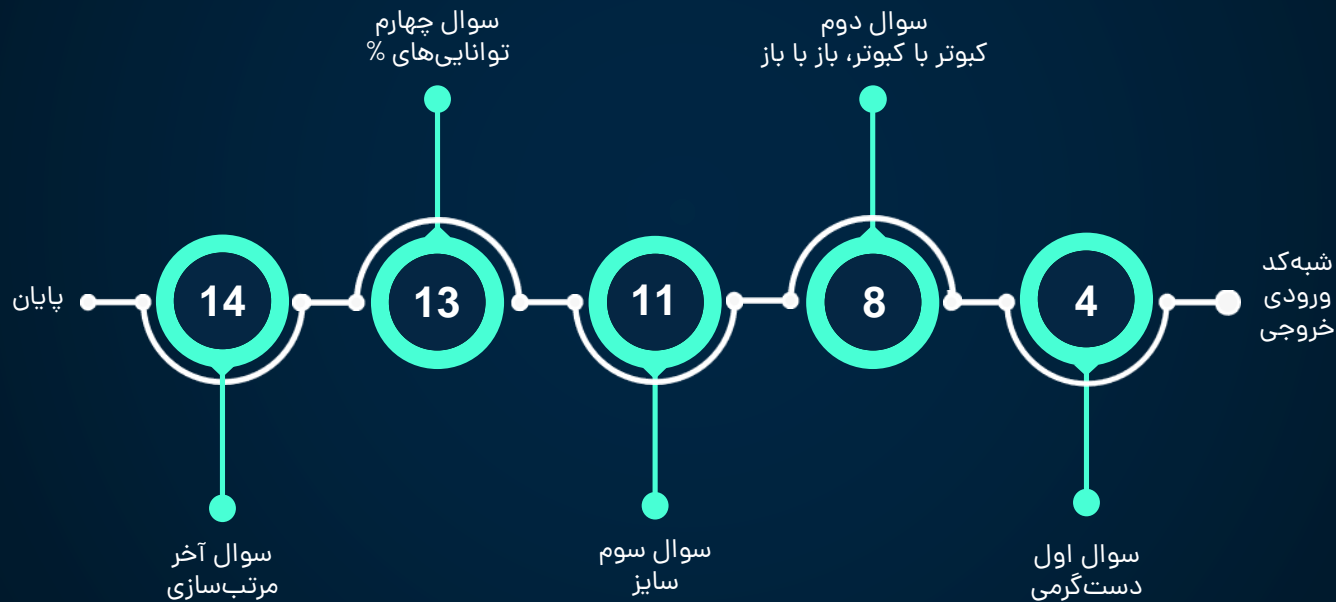 شبه‌کد
ورودی
خروجی
4
سوال اول
دست‌گرمی
سوال دوم
کبوتر با کبوتر، باز با باز
8
11
سوال سوم
سایز
سوال چهارم
توانایی‌های %
13
14
سوال آخر
مرتب‌سازی
پایان